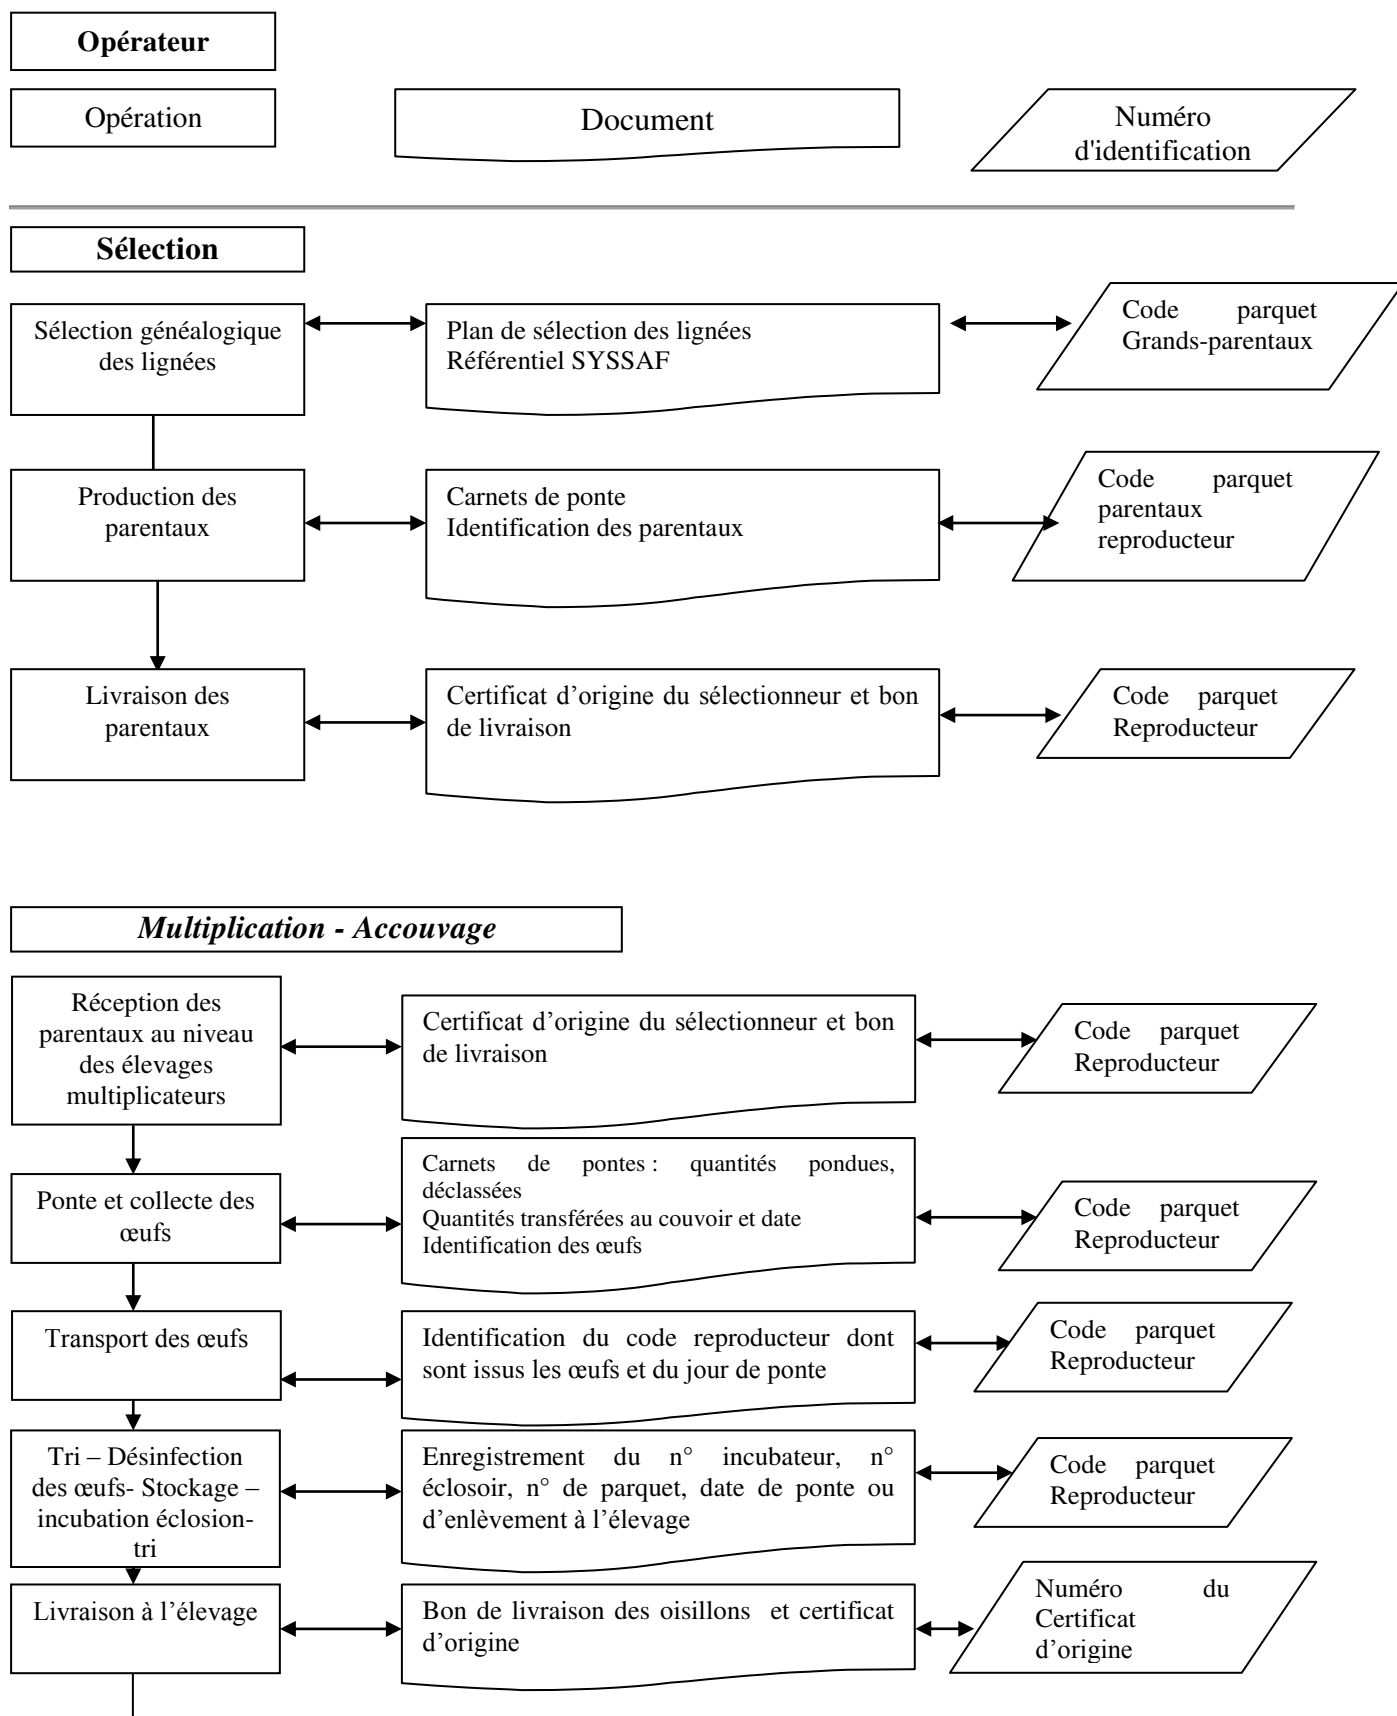 Opérateur
Opération
Document
Numéro
d'identification
Sélection
Sélection généalogique
des lignées
Plan de sélection des lignées
Référentiel SYSSAF
Code parquet
Grands-parentaux
Production des
parentaux
Carnets de ponte
Identification des parentaux
Code parquet
parentaux
reproducteur
Livraison des
parentaux
Certificat d’origine du sélectionneur et bon
de livraison
Code parquet
Reproducteur
Multiplication - Accouvage
Réception des
parentaux au niveau
des élevages
multiplicateurs
Certificat d’origine du sélectionneur et bon
de livraison
Code parquet
Reproducteur
Ponte et collecte des
œufs
Carnets de pontes : quantités pondues,
déclassées
Quantités transférées au couvoir et date
Identification des œufs
Code parquet
Reproducteur
Transport des œufs
Identification du code reproducteur dont
sont issus les œufs et du jour de ponte
Code parquet
Reproducteur
Tri – Désinfection
des œufs- Stockage –
incubation éclosion-
tri
Enregistrement du n° incubateur, n°
éclosoir, n° de parquet, date de ponte ou
d’enlèvement à l’élevage
Code parquet
Reproducteur
Livraison à l’élevage
Bon de livraison des oisillons et certificat
d’origine
Numéro du
Certificat
d’origine